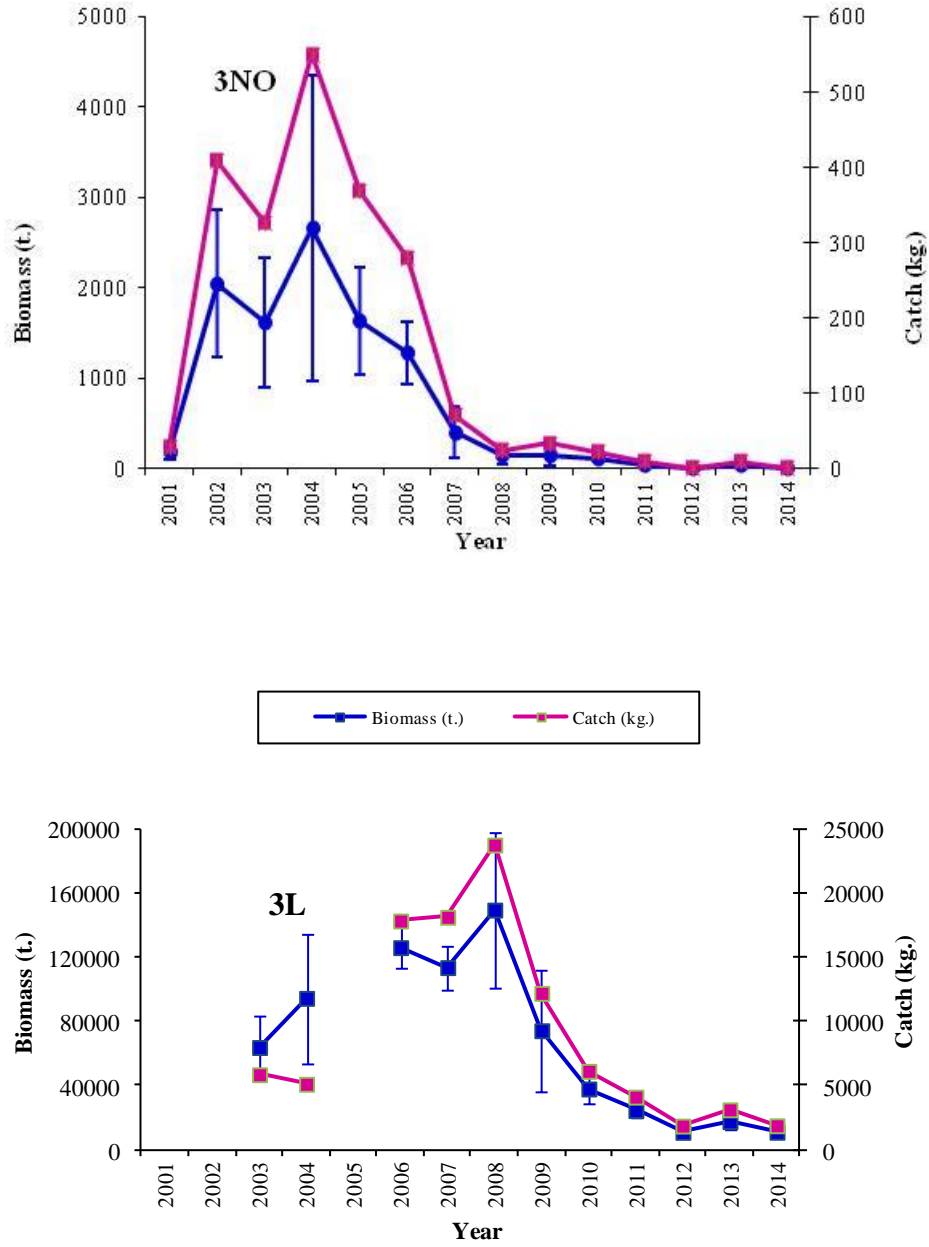 5000 600
3NO
500
4000
400
3000
300
2000
200
1000
100
0 0
Biomass (t.)
Catch (kg.)
2001 2002 2003 2004 2005 2006 2007 2008 2009 2010 2011 2012 2013 2014
Year
Biomass (t.) Catch (kg.)
200000 25000
160000 20000
3L
120000 15000
80000 10000
40000 5000
0 0
Biomass (t.)
Catch (kg.)
2001 2002 2003 2004 2005 2006 2007 2008 2009 2010 2011 2012 2013 2014
Year